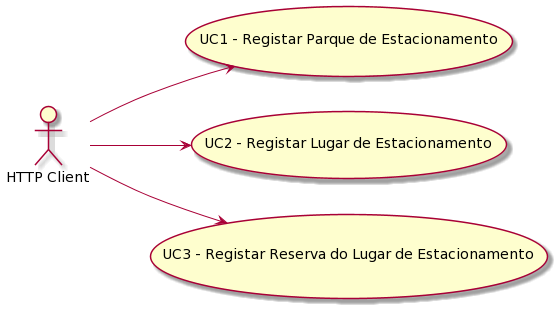 UC1 - Registar Parque de Estacionamento
UC2 - Registar Lugar de Estacionamento
HTTP Client
UC3 - Registar Reserva do Lugar de Estacionamento